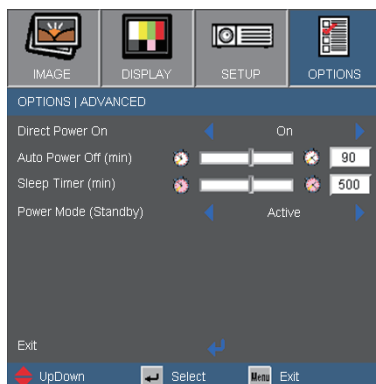 IMAGE DISPLAY SETUP OPTIONS
OPTIONS | ADVANCED
Direct Power On On
Auto Power Off (min) 90
Sleep Timer (min) 500
Power Mode (Standby) Active
Exit
UpDown Select Menu Exit